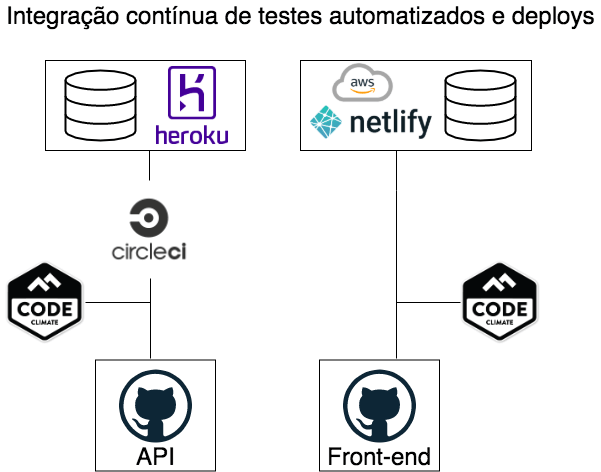 Integração contínua de testes automatizados e deploys
heroku
aws
netlify
circleci
CODE
CLIMATE
CODE
CLIMATE
API
Front-end